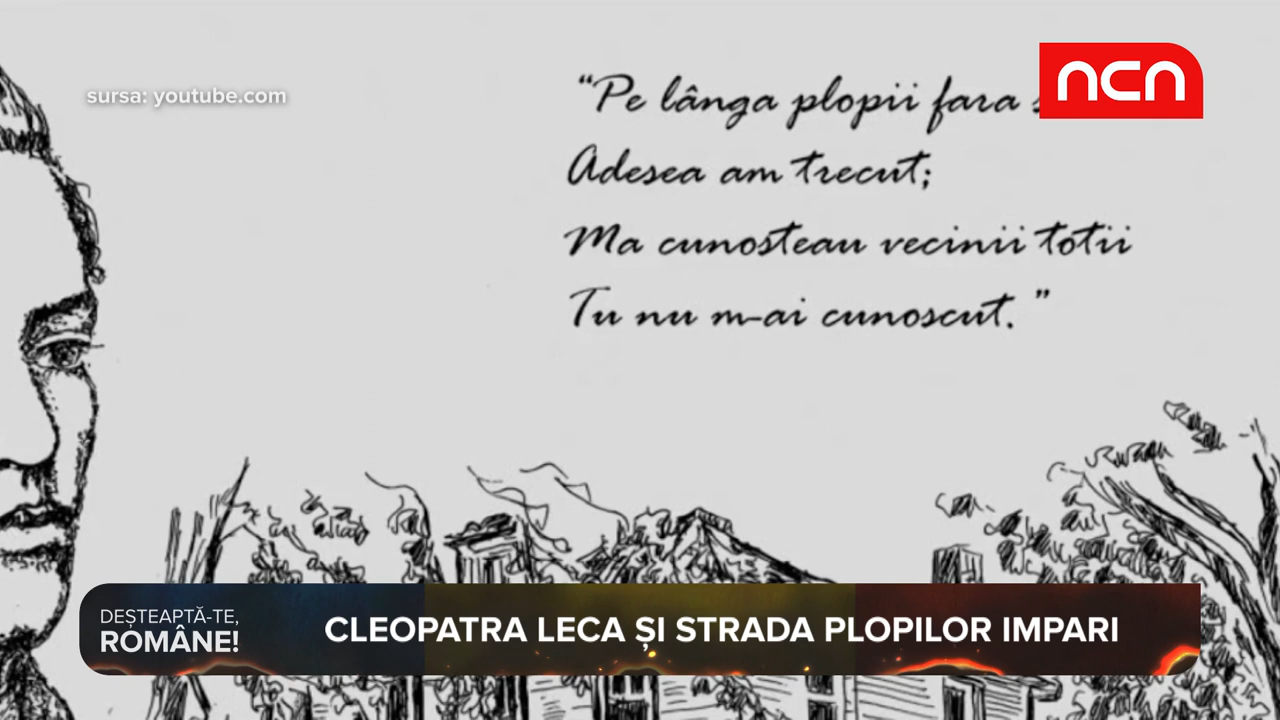 sursa: youtube.com
ncn
“Pe lânga plopii fara
Adesea am trecut;
Ma cunosteau vecinii totii
Tu nu m-ai cunoscut.”
DEȘTEAPTĂ-TE,
ROMÂNE!
CLEOPATRA LECA ȘI STRADA PLOPILOR IMPARI